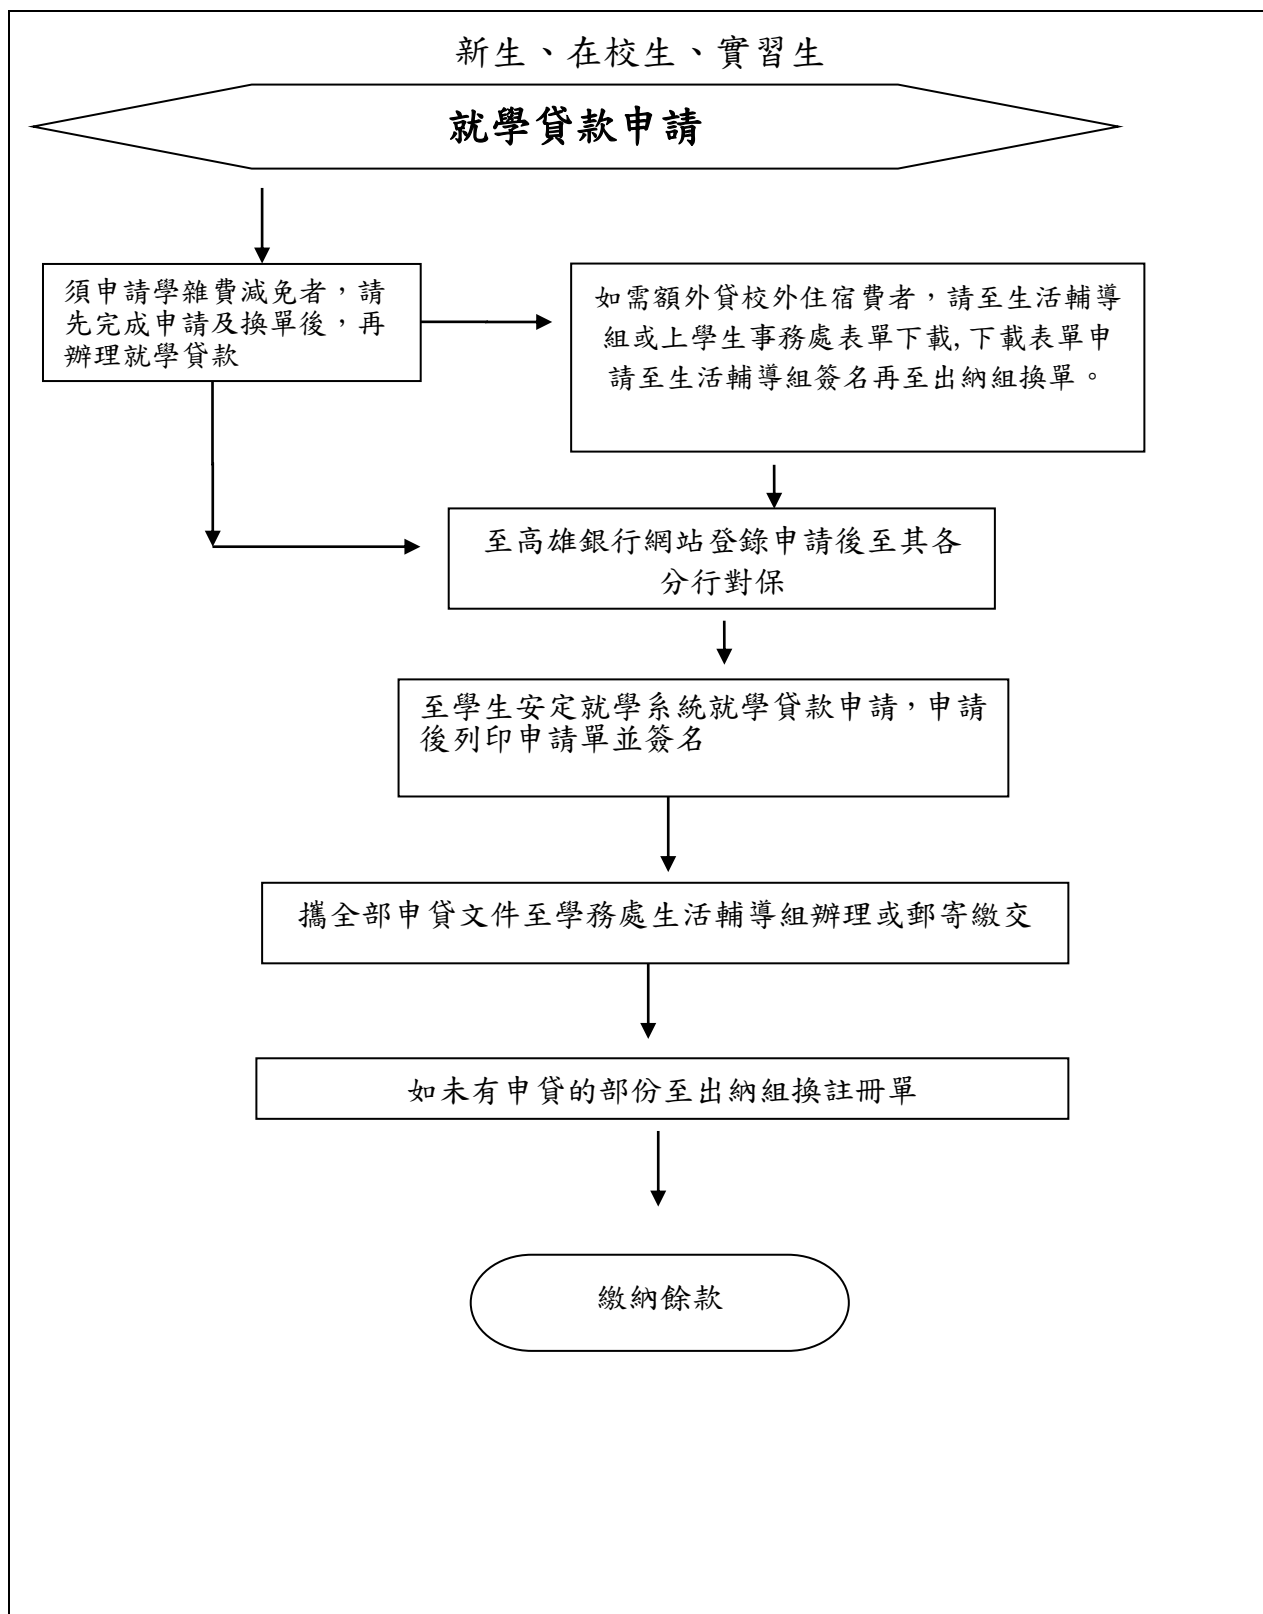 新生、在校生、實習生
就學貸款申請
須申請學雜費減免者，請
先完成申請及換單後，再
辦理就學貸款
如需額外貸校外住宿費者，請至生活輔導
組或上學生事務處表單下載,下載表單申
請至生活輔導組簽名再至出納組換單。
至高雄銀行網站登錄申請後至其各
分行對保
至學生安定就學系統就學貸款申請，申請
後列印申請單並簽名
攜全部申貸文件至學務處生活輔導組辦理或郵寄繳交
如未有申貸的部份至出納組換註冊單
繳納餘款